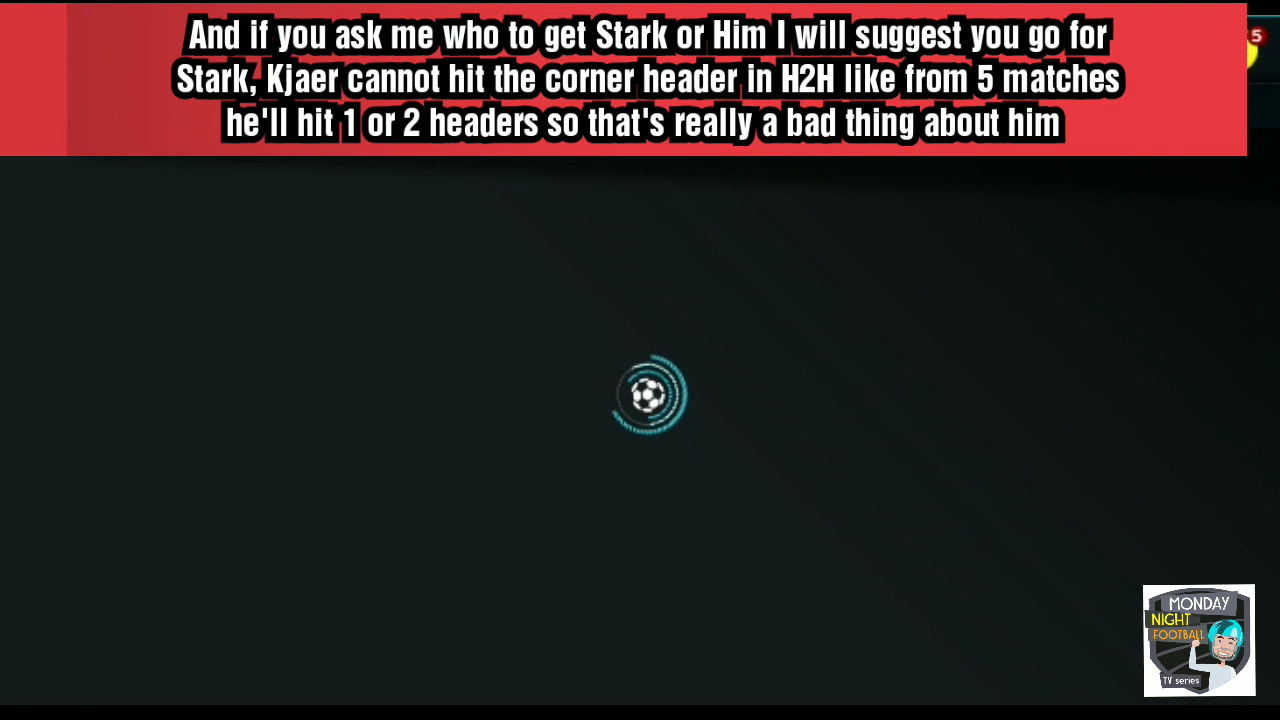 And if you ask me who to get Stark or Him I will suggest you go for
Stark, Kjaer cannot hit the corner header in H2H like from 5 matches
he'll hit 1 or 2 headers so that's really a bad thing about him
5
MONDAY
NIGHT
FOOTBALL
TV series